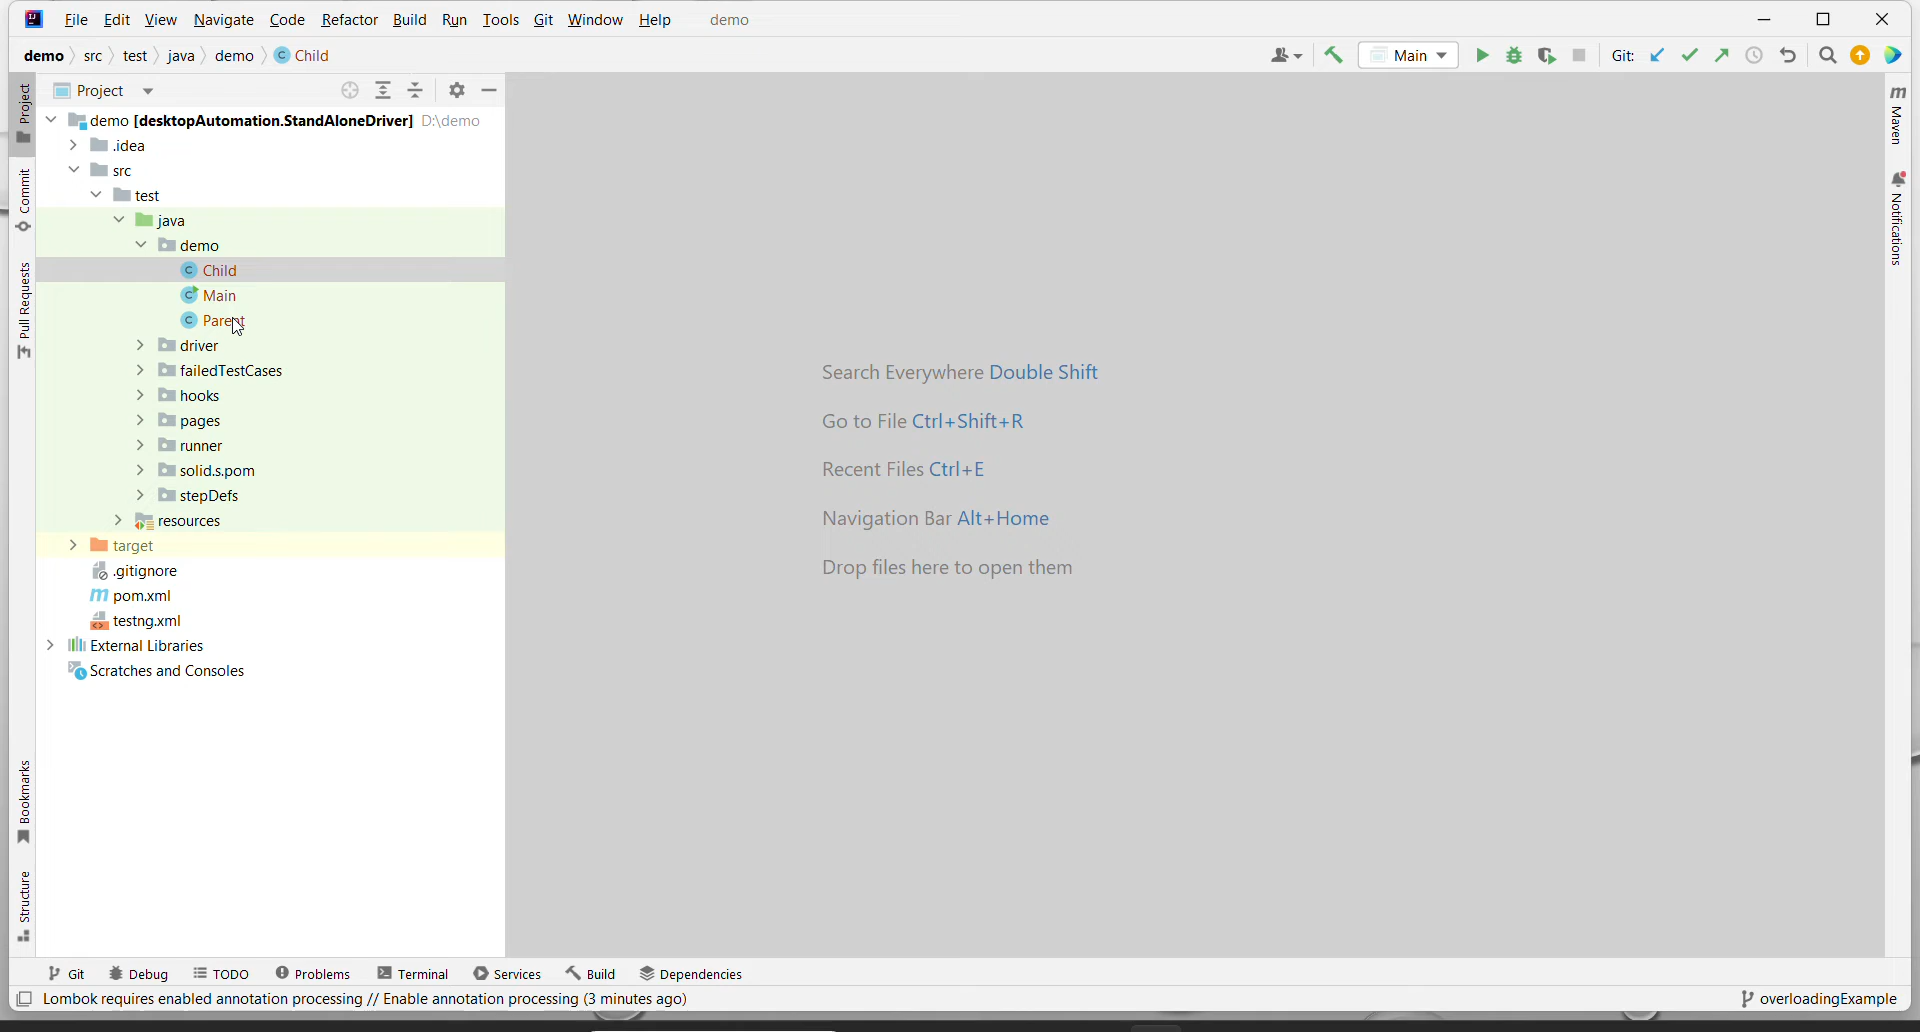 File Edit View Navigate Code Refactor Build Run Tools Git Window Help demo
demo src test java demo Child
Main Git:
Project
demo [desktopAutomation.StandAloneDriver] D:\demo
.idea
src
test
java
demo
Child
Main
Parent
driver
failedTestCases
hooks
pages
runner
solid.s.pom
stepDefs
resources
target
.gitignore
pom.xml
testng.xml
External Libraries
Scratches and Consoles
Project
Commit
Pull Requests
Bookmarks
Structure
Search Everywhere Double Shift
Go to File Ctrl+Shift+R
Recent Files Ctrl+E
Navigation Bar Alt+Home
Drop files here to open them
Maven
Notifications
Git Debug TODO Problems Terminal Services Build Dependencies
Lombok requires enabled annotation processing // Enable annotation processing (3 minutes ago) overloadingExample